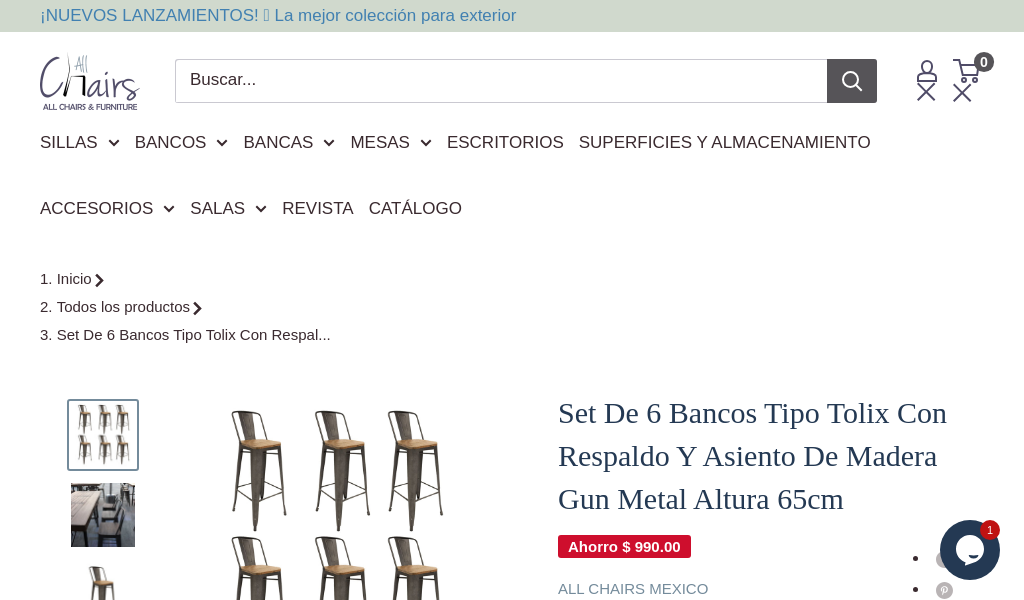 ¡NUEVOS LANZAMIENTOS! La mejor colección para exterior
All Chairs
ALL CHAIRS & FURNITURE
Buscar...
0
SILLAS BANCOS BANCAS MESAS ESCRITORIOS SUPERFICIES Y ALMACENAMIENTO
ACCESORIOS SALAS REVISTA CATÁLOGO
1. Inicio
2. Todos los productos
3. Set De 6 Bancos Tipo Tolix Con Respal...
Set De 6 Bancos Tipo Tolix Con
Respaldo Y Asiento De Madera
Gun Metal Altura 65cm
Ahorro $ 990.00
1
ALL CHAIRS MEXICO